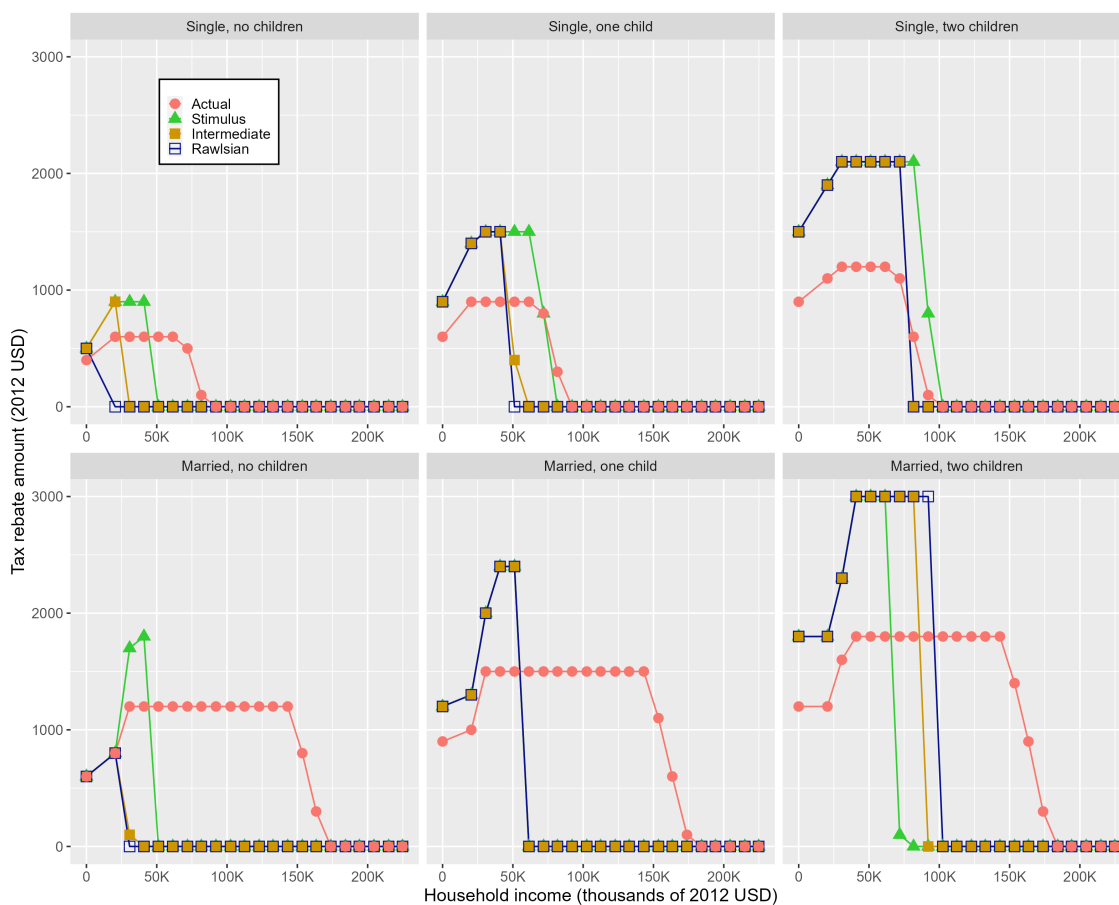 Single, no children
Single, one child
Single, two children
3000
2000
1000
0
Actual
Stimulus
Intermediate
Rawlsian
0 50K 100K 150K 200K
0 50K 100K 150K 200K
0 50K 100K 150K 200K
Tax rebate amount (2012 USD)
Married, no children
Married, one child
Married, two children
3000
2000
1000
0
0 50K 100K 150K 200K
0 50K 100K 150K 200K
0 50K 100K 150K 200K
Household income (thousands of 2012 USD)